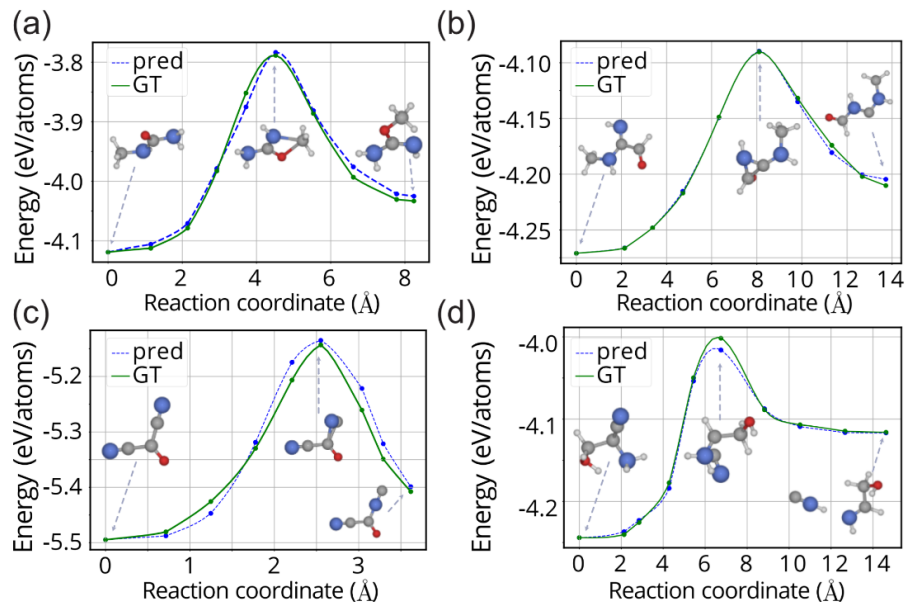 (a)
Energy (eV/atoms)
-3.8
-3.9
-4.0
-4.1
pred
GT
0 2 4 6 8
Reaction coordinate (Å)
(b)
Energy (eV/atoms)
-4.10
-4.15
-4.20
-4.25
pred
GT
0 2 4 6 8 10 12 14
Reaction coordinate (Å)
(c)
Energy (eV/atoms)
-5.2
-5.3
-5.4
-5.5
pred
GT
0 1 2 3
Reaction coordinate (Å)
(d)
Energy (eV/atoms)
-4.0
-4.1
-4.2
pred
GT
0 2 4 6 8 10 12 14
Reaction coordinate (Å)